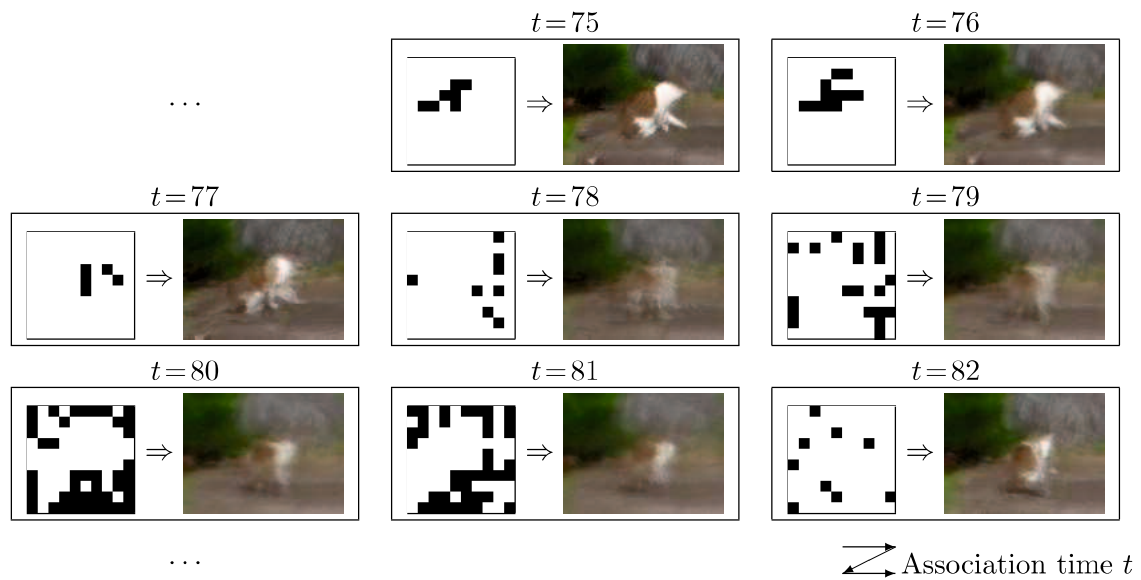 t=75 t=76
... ⇒ ⇒
t=77 t=78 t=79
⇒ ⇒ ⇒
t=80 t=81 t=82
⇒ ⇒ ⇒
... Association time t